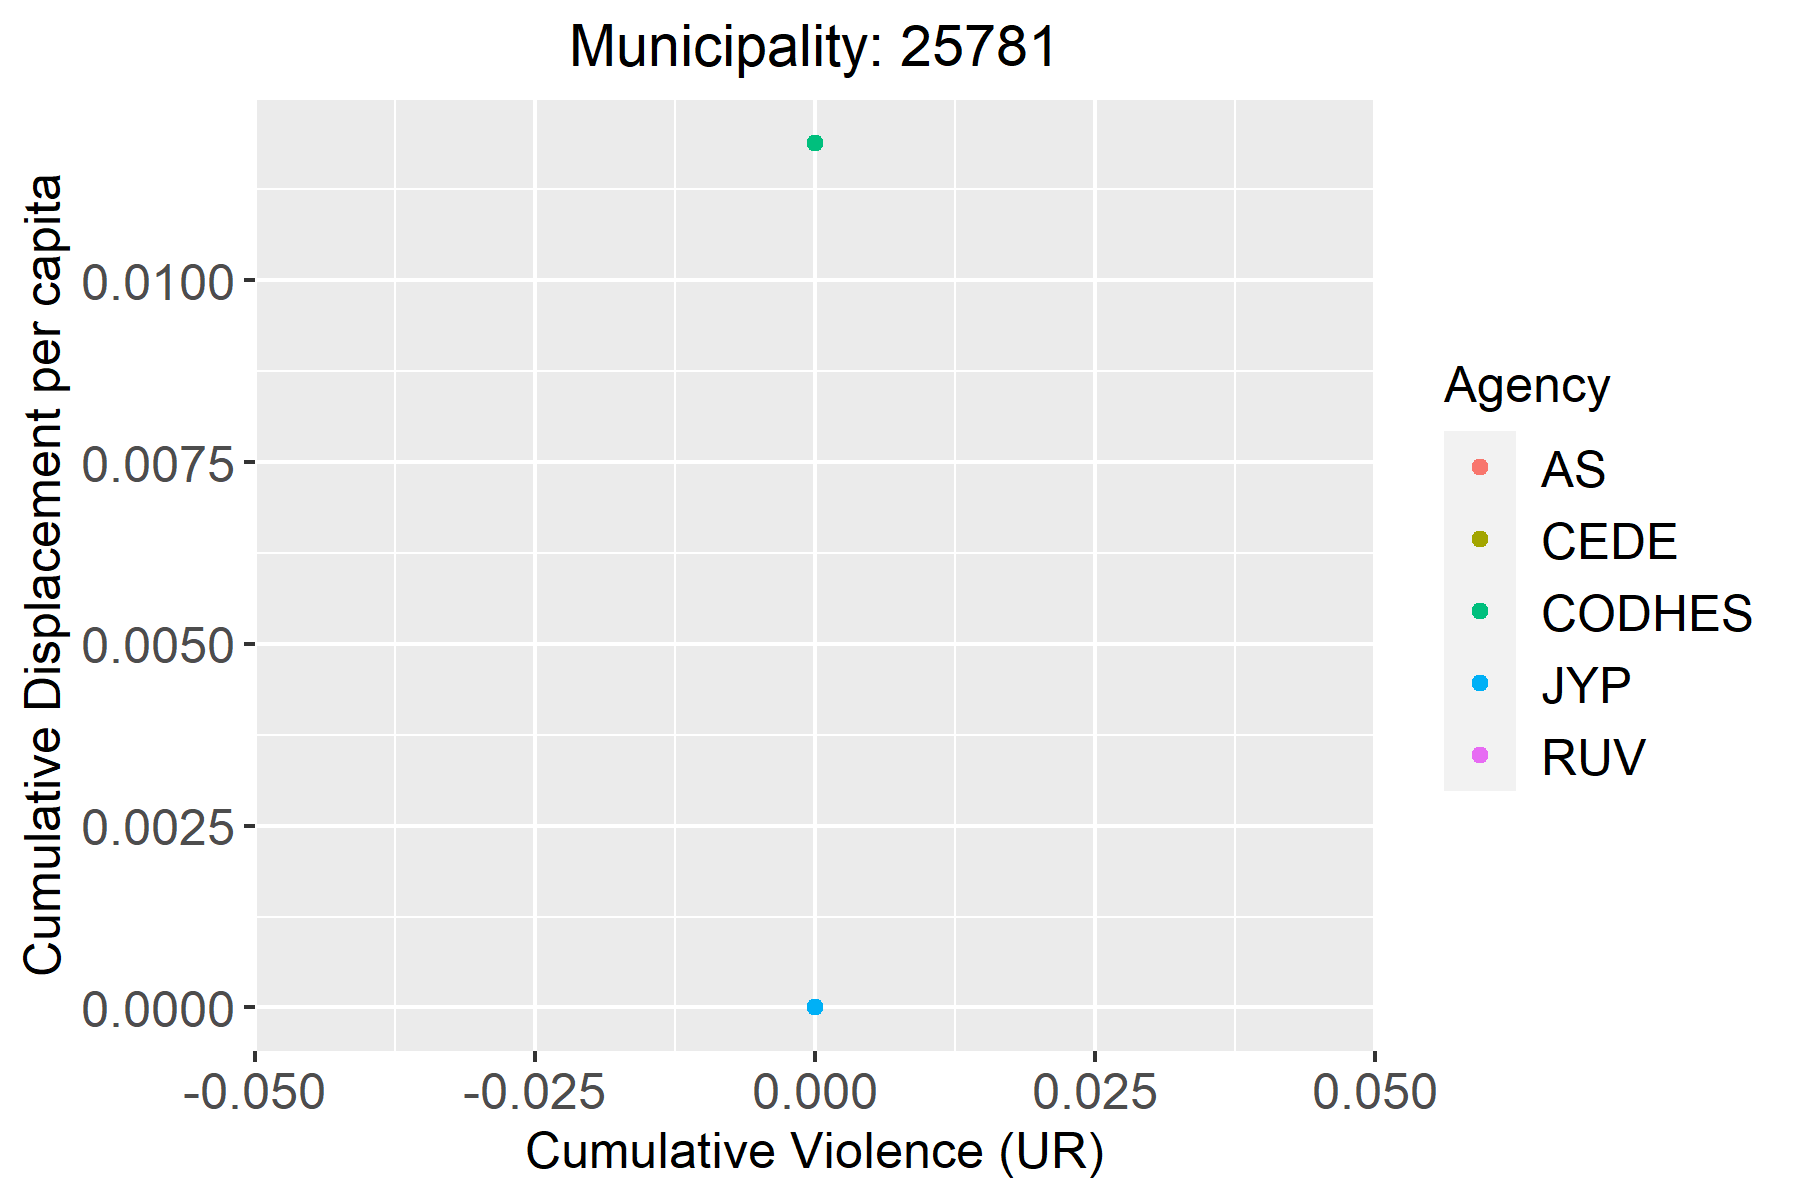 Municipality: 25781
Cumulative Displacement per capita
0.0100
0.0075
0.0050
0.0025
0.0000
-0.050
-0.025
0.000
0.025
0.050
Cumulative Violence (UR)
Agency
AS
CEDE
CODHES
JYP
RUV